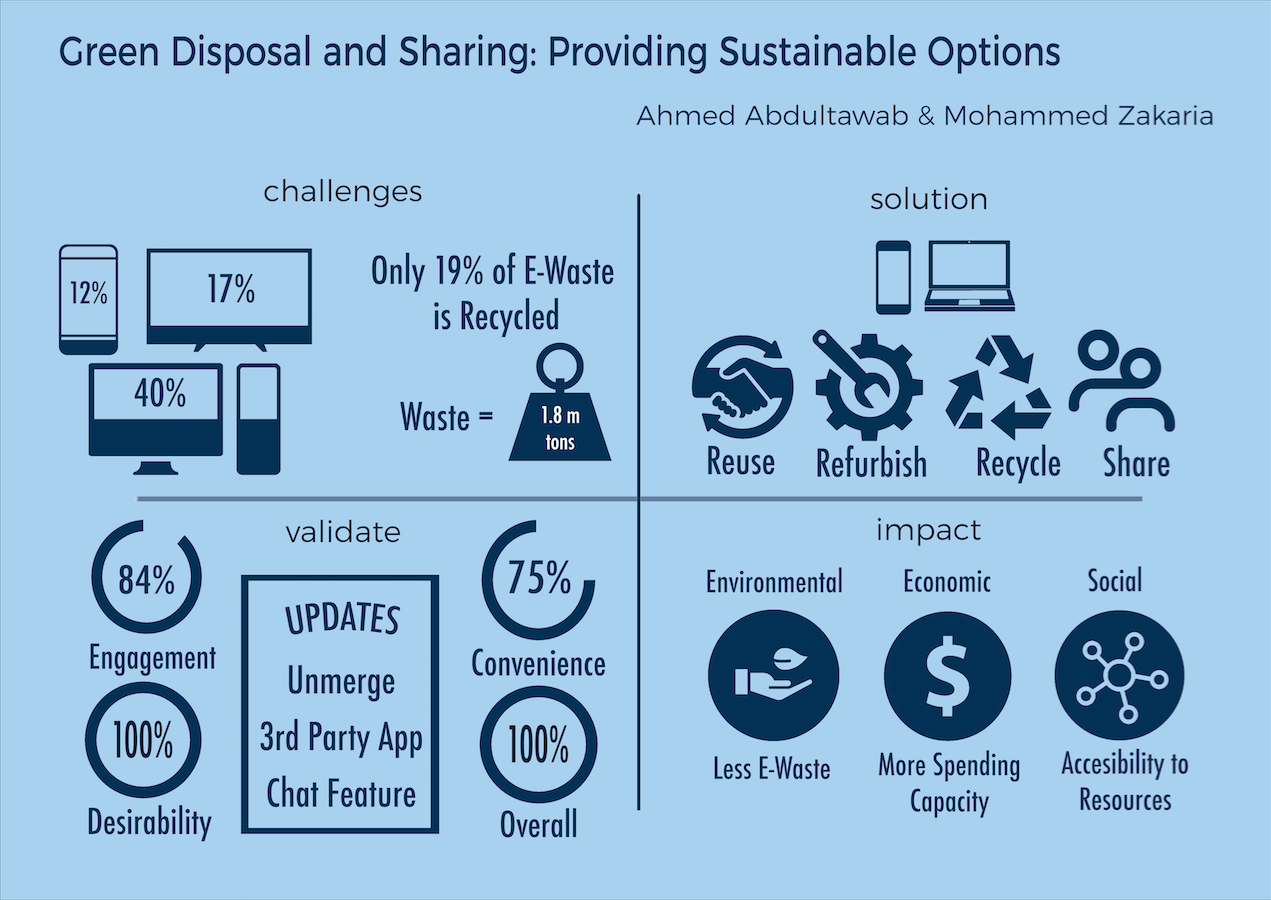 Green Disposal and Sharing: Providing Sustainable Options
Ahmed Abdultawab & Mohammed Zakaria
challenges
12%
17%
40%
Only 19% of E-Waste
is Recycled
Waste =
1.8 m
tons
solution
Reuse
Refurbish
Recycle
Share
validate
84%
Engagement
100%
Desirability
UPDATES
Unmerge
3rd Party App
Chat Feature
75%
Convenience
100%
Overall
impact
Environmental
Less E-Waste
Economic
$
More Spending
Capacity
Social
Accesibility to
Resources